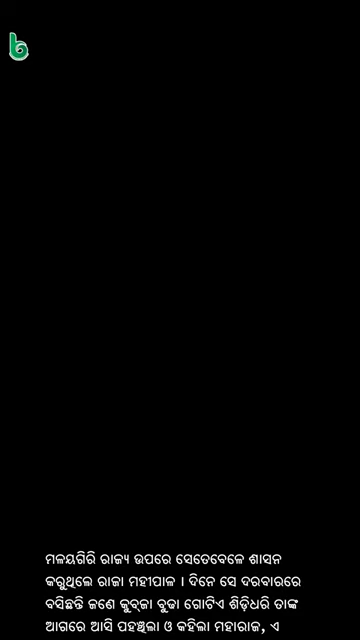 ମଳୟଗିରି ରାଜ୍ୟ ଉପରେ ସେତେବେଳେ ଶାସନ
କରୁଥିଲେ ରାଜା ମହୀପାଳ । ଦିନେ ସେ ଦରବାରରେ
ବସିଛନ୍ତି ଜଣେ କୁବ୍ଜା ବୁଢା ଗୋଟିଏ ଶିଡ଼ିଧରି ତାଙ୍କ
ଆଗରେ ଆସି ପହଞ୍ଚିଲା ଓ କହିଲା ମହାରାଜ, ଏ